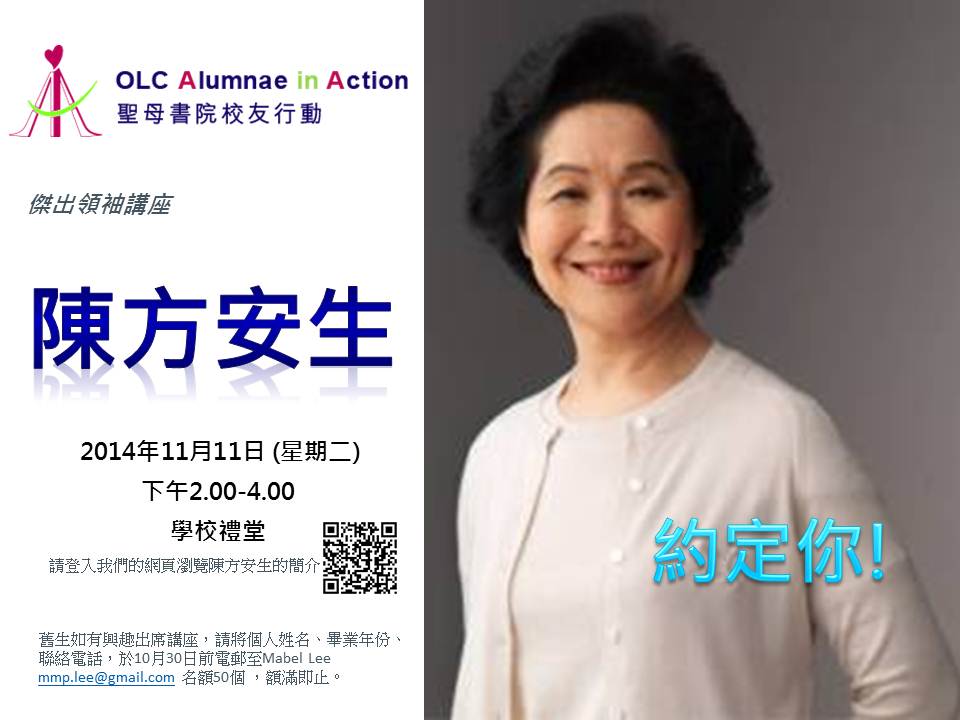 OLC Alumnae in Action
聖母書院校友行動
傑出領袖講座
陳方安生
2014年11月11日 (星期二)
下午2.00-4.00
學校禮堂
請登入我們的網頁瀏覽陳方安生的簡介
約定你!
舊生如有興趣出席講座，請將個人姓名、畢業年份、
聯絡電話，於10月30日前電郵至Mabel Lee
mmp.lee@gmail.com 名額50個 ，額滿即止。